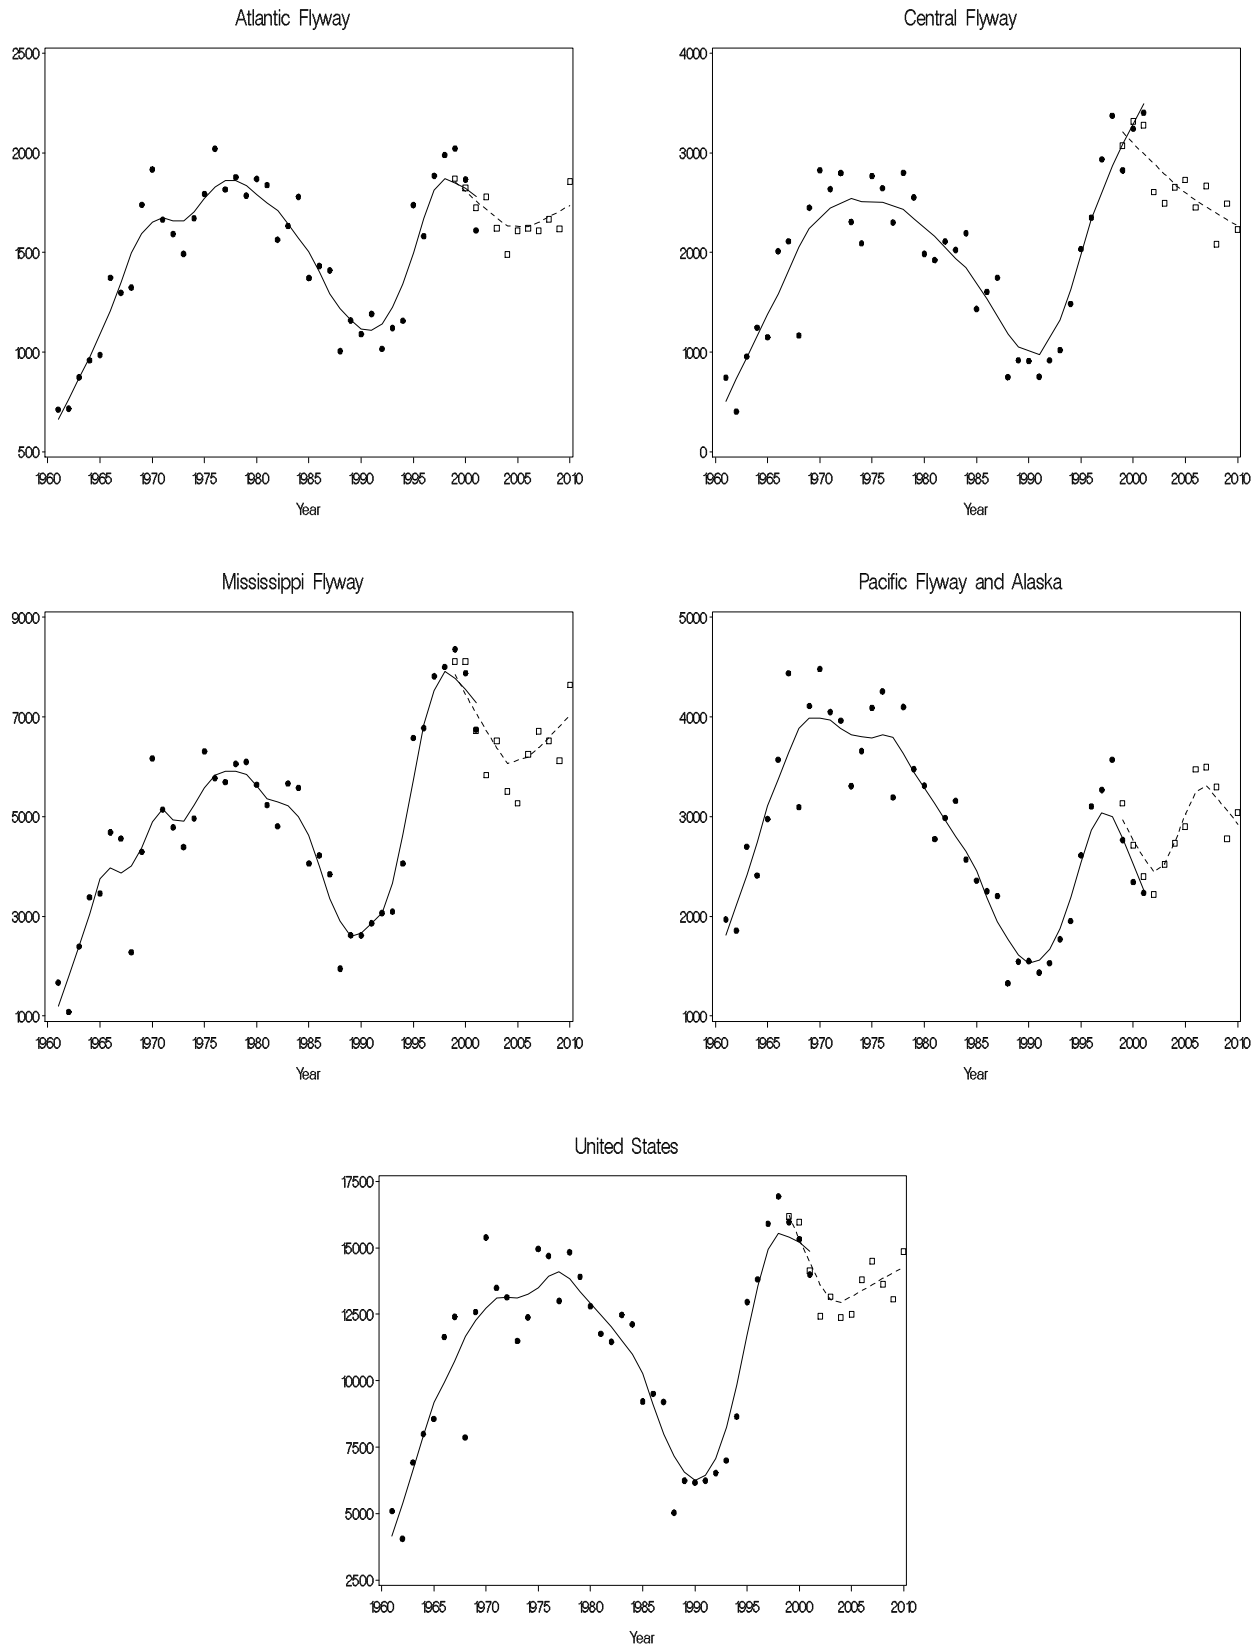 Atlantic Flyway
2500
2000
1500
1000
500
1960 1965 1970 1975 1980 1985 1990 1995 2000 2005 2010
Year
Central Flyway
4000
3000
2000
1000
0
1960 1965 1970 1975 1980 1985 1990 1995 2000 2005 2010
Year
Mississippi Flyway
9000
7000
5000
3000
1000
1960 1965 1970 1975 1980 1985 1990 1995 2000 2005 2010
Year
Pacific Flyway and Alaska
5000
4000
3000
2000
1000
1960 1965 1970 1975 1980 1985 1990 1995 2000 2005 2010
Year
United States
17500
15000
12500
10000
7500
5000
2500
1960 1965 1970 1975 1980 1985 1990 1995 2000 2005 2010
Year